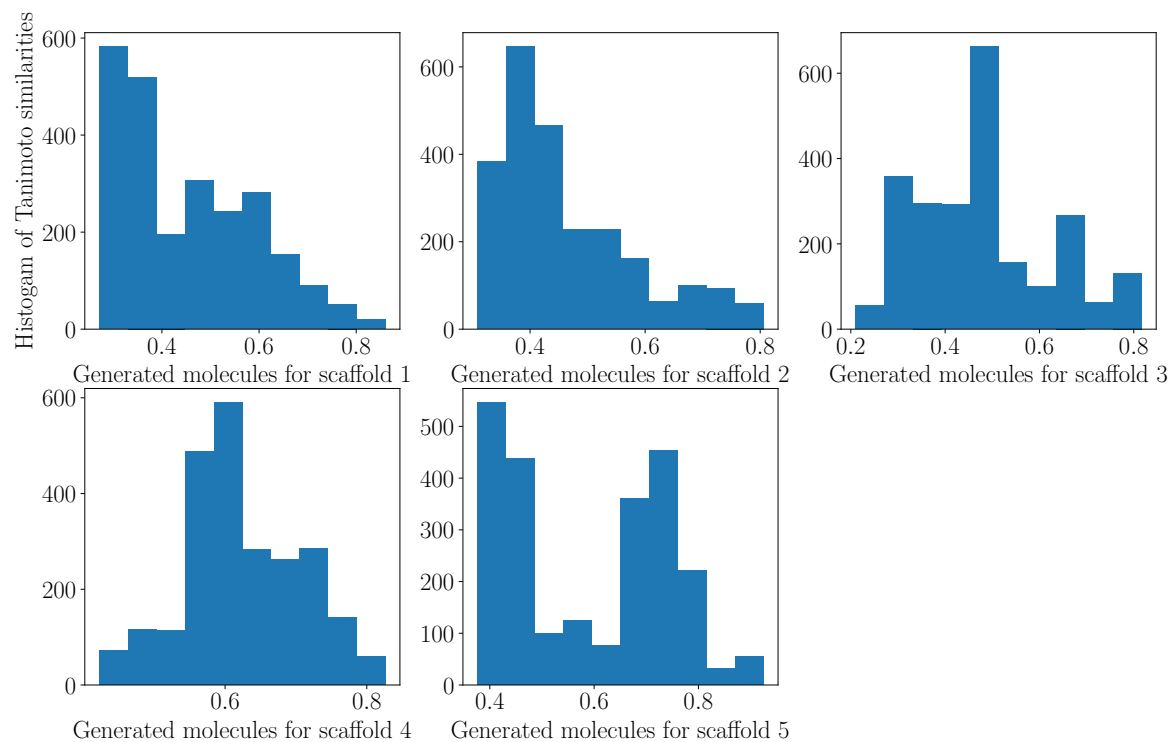 Histogam of Tanimoto similarities
600
400
200
0
0.4 0.6 0.8
Generated molecules for scaffold 1
600
400
200
0
0.4 0.6 0.8
Generated molecules for scaffold 2
600
400
200
0
0.2 0.4 0.6 0.8
Generated molecules for scaffold 3
600
400
200
0
0.6 0.8
Generated molecules for scaffold 4
500
400
300
200
100
0
0.4 0.6 0.8
Generated molecules for scaffold 5